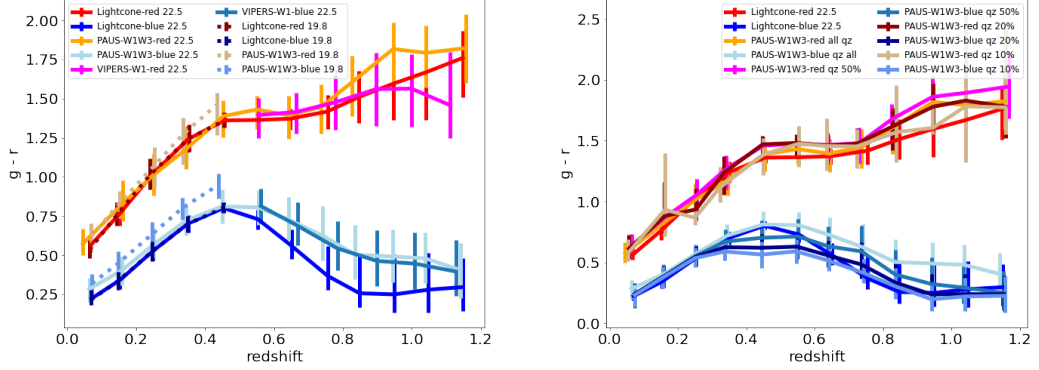 2.00
1.75
1.50
1.25
1.00
0.75
0.50
0.25
g - r
0.0 0.2 0.4 0.6 0.8 1.0 1.2
redshift
Lightcone-red 22.5
Lightcone-blue 22.5
PAUS-W1W3-red 22.5
PAUS-W1W3-blue 22.5
VIPERS-W1-red 22.5
VIPERS-W1-blue 22.5
Lightcone-red 19.8
Lightcone-blue 19.8
PAUS-W1W3-red 19.8
PAUS-W1W3-blue 19.8
2.5
2.0
1.5
1.0
0.5
0.0
g - r
0.0 0.2 0.4 0.6 0.8 1.0 1.2
redshift
Lightcone-red 22.5
Lightcone-blue 22.5
PAUS-W1W3-red all qz
PAUS-W1W3-blue qz all
PAUS-W1W3-red qz 50%
PAUS-W1W3-blue qz 50%
PAUS-W1W3-red qz 20%
PAUS-W1W3-blue qz 20%
PAUS-W1W3-red qz 10%
PAUS-W1W3-blue qz 10%